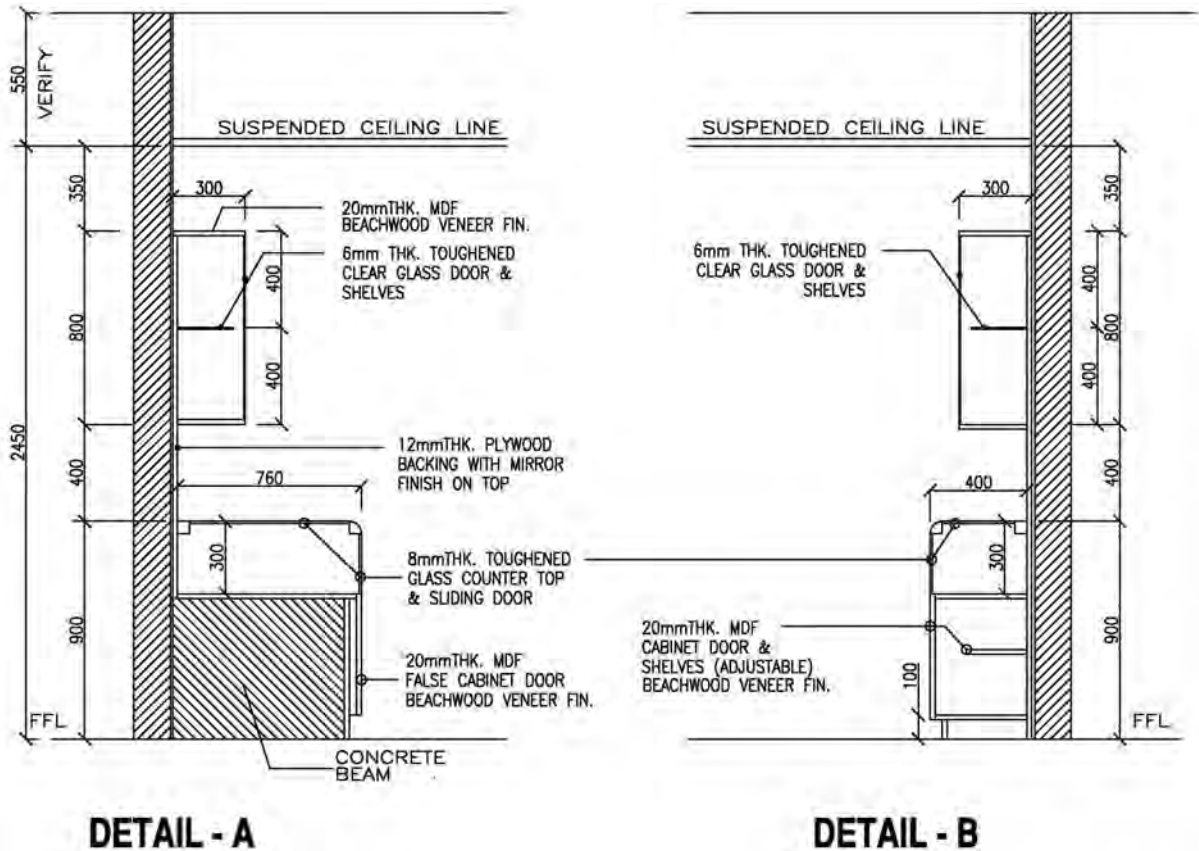 550
VERIFY
SUSPENDED CEILING LINE
350
300
20mmTHK. MDF
BEACHWOOD VENEER FIN.
6mm THK. TOUGHENED
CLEAR GLASS DOOR &
SHELVES
400
800
400
2450
12mmTHK. PLYWOOD
BACKING WITH MIRROR
FINISH ON TOP
400
760
300
8mmTHK. TOUGHENED
GLASS COUNTER TOP
& SLIDING DOOR
900
20mmTHK. MDF
FALSE CABINET DOOR
BEACHWOOD VENEER FIN.
FFL
CONCRETE
BEAM
DETAIL - A
SUSPENDED CEILING LINE
300
350
6mm THK. TOUGHENED
CLEAR GLASS DOOR &
SHELVES
400
800
400
400
400
300
20mmTHK. MDF
CABINET DOOR &
SHELVES (ADJUSTABLE)
BEACHWOOD VENEER FIN.
900
100
FFL
DETAIL - B